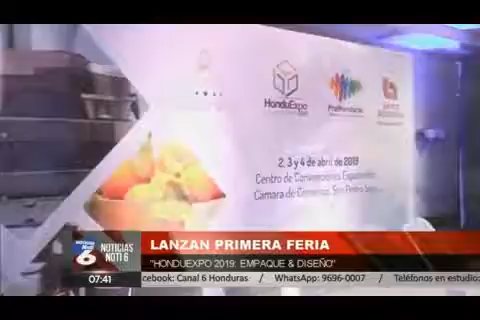 HonduExpo
ProHonduras
2, 3 y 4 de abril de 2019
Centro de Convenciones Expocentro
Cámara de Comercio, San Pedro Sula
LANZAN PRIMERA FERIA
"HONDUEXPO 2019: EMPAQUE & DISEÑO"
6
NOTICIAS
NOTI 6
07:41
cebook: Canal 6 Honduras / WhatsApp: 9696-0007 / Teléfonos en estudio